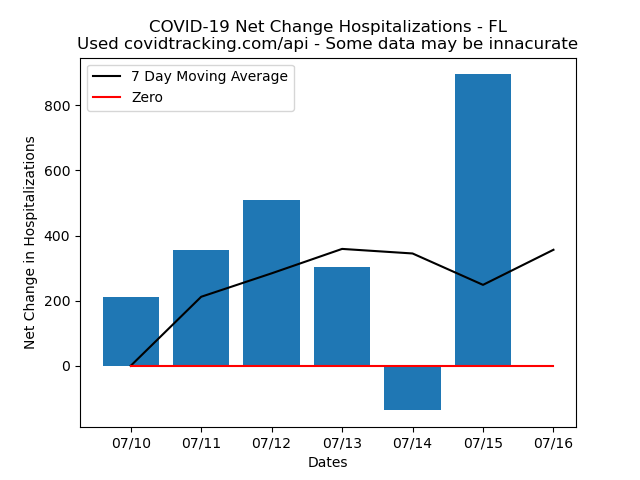 COVID-19 Net Change Hospitalizations - FL
Used covidtracking.com/api - Some data may be innacurate
7 Day Moving Average
Zero
Net Change in Hospitalizations
800
600
400
200
0
07/10 07/11 07/12 07/13 07/14 07/15 07/16
Dates